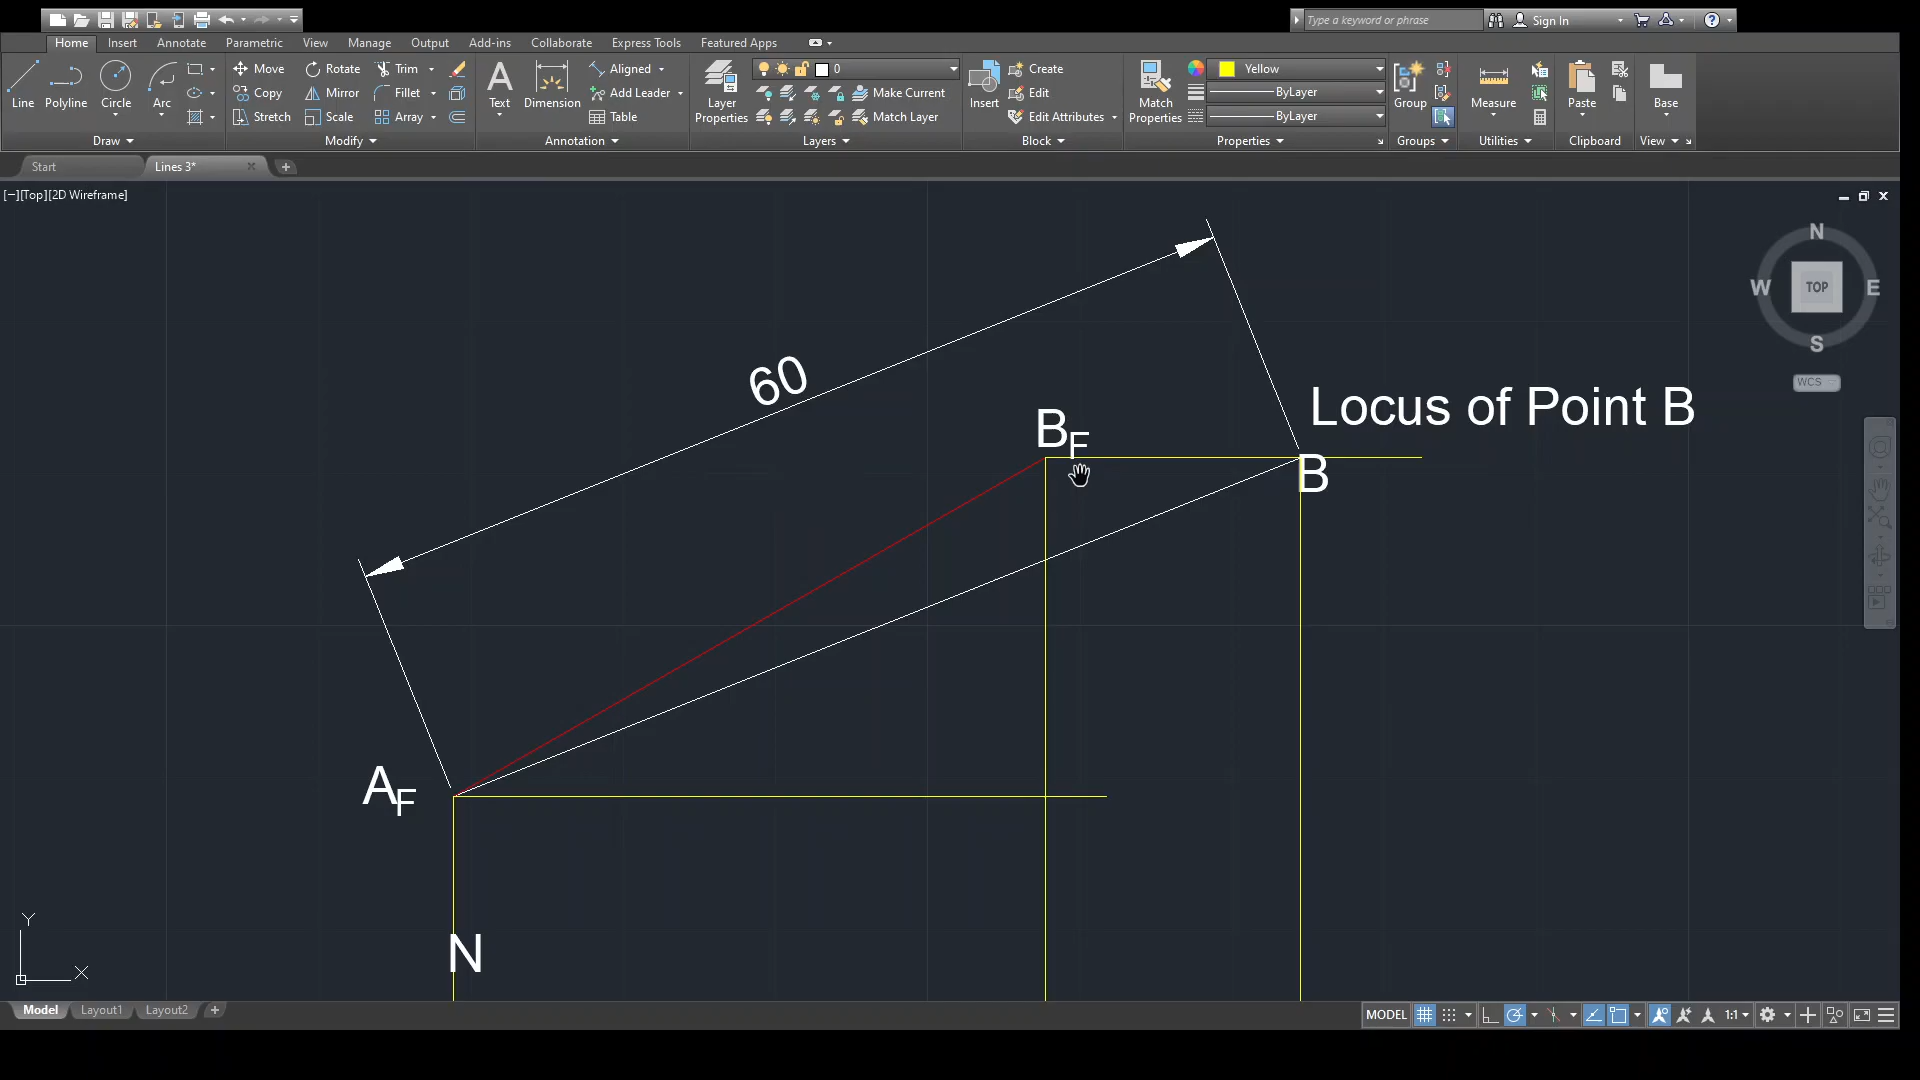 Type a keyword or phrase
Sign In
Home Insert Annotate Parametric View Manage Output Add-ins Collaborate Express Tools Featured Apps
Line Polyline Circle Arc
Move Rotate Trim
Copy Mirror Fillet
Stretch Scale Array
Text Dimension
Aligned
Add Leader
Table
Layer Properties
0
Make Current
Match Layer
Insert
Create
Edit
Edit Attributes
Match Properties
Yellow
ByLayer
ByLayer
Group
Measure
Paste
Base
Draw Modify Annotation Layers Block Properties Groups Utilities Clipboard View
Start Lines 3*
[−][Top][2D Wireframe]
N
W TOP E
S
WCS
60
Locus of Point B
BF
B
AF
N
Y
X
Model Layout1 Layout2
MODEL 1:1